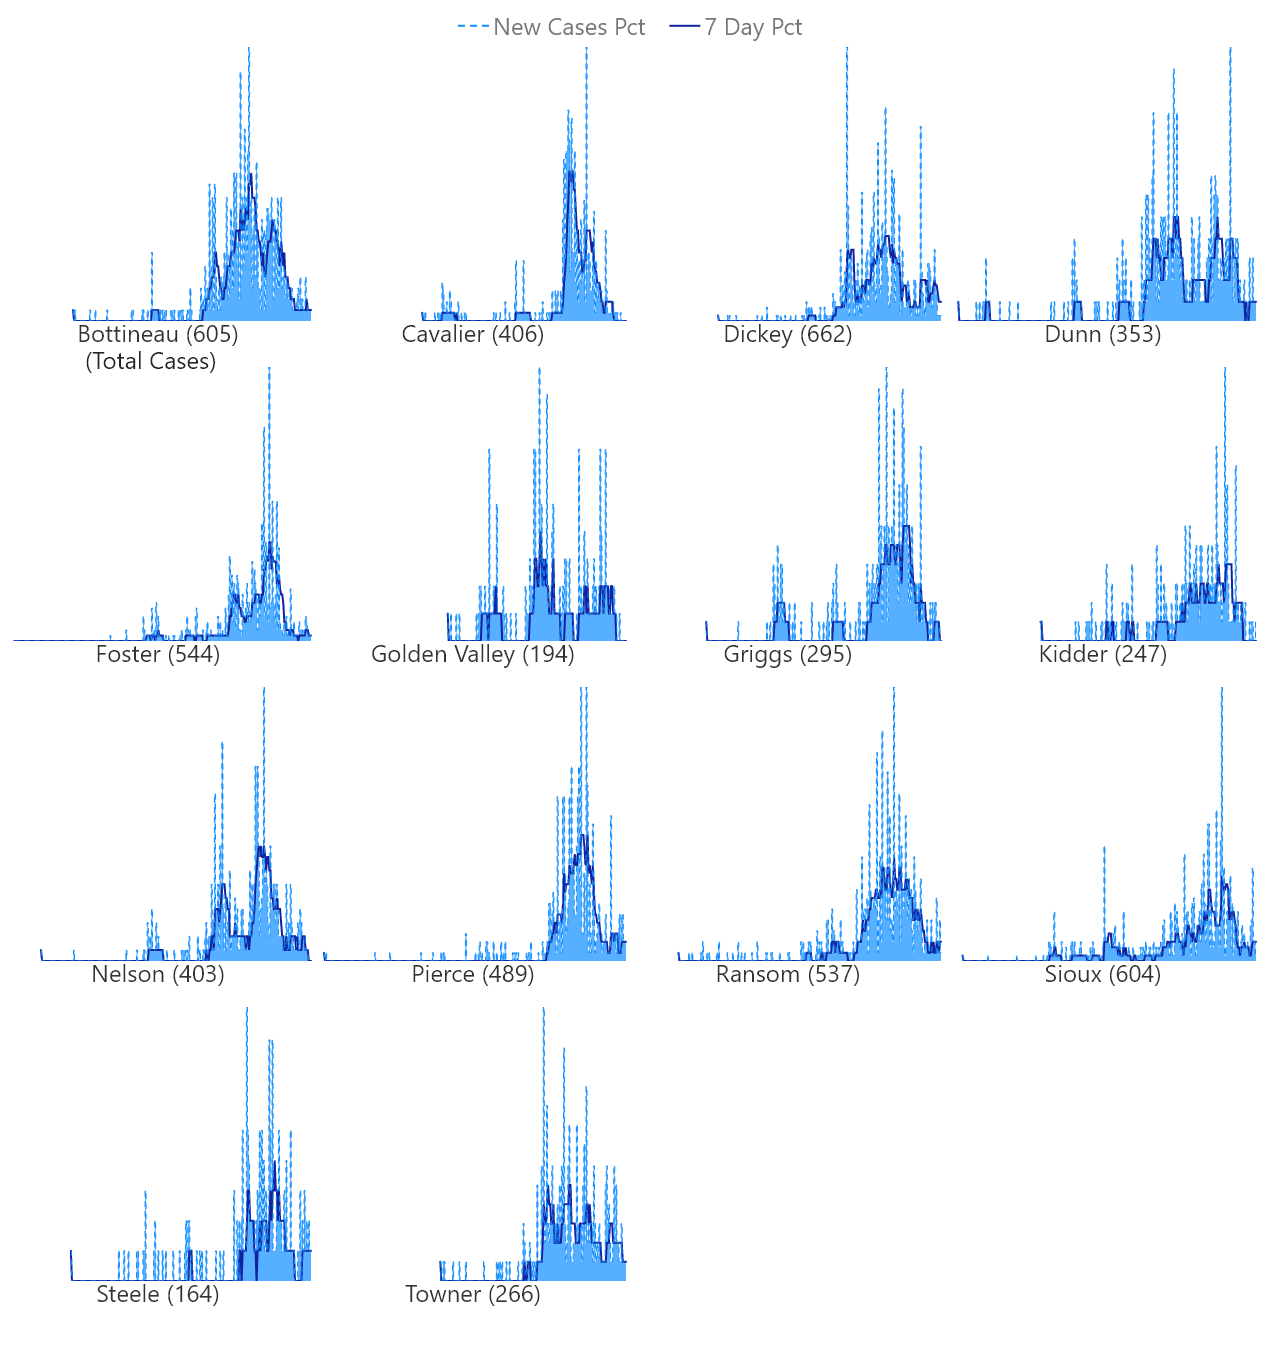 New Cases Pct 7 Day Pct
Bottineau (605) Cavalier (406) Dickey (662) Dunn (353)
(Total Cases)
Foster (544) Golden Valley (194) Griggs (295) Kidder (247)
Nelson (403) Pierce (489) Ransom (537) Sioux (604)
Steele (164) Towner (266)